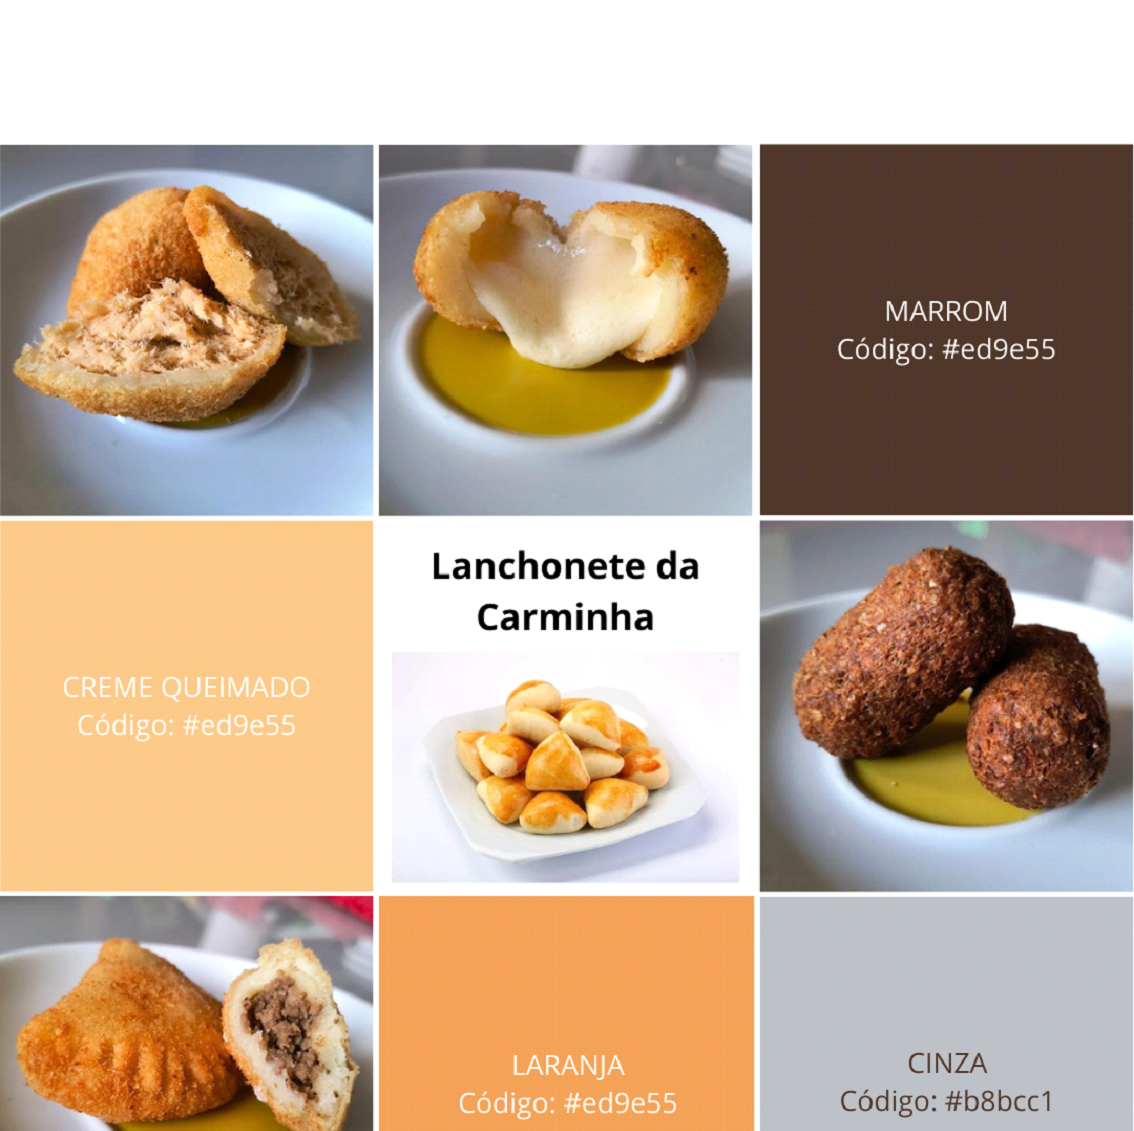 MARROM
Código: #ed9e55
Lanchonete da
Carminha
CREME QUEIMADO
Código: #ed9e55
LARANJA
Código: #ed9e55
CINZA
Código: #b8bcc1